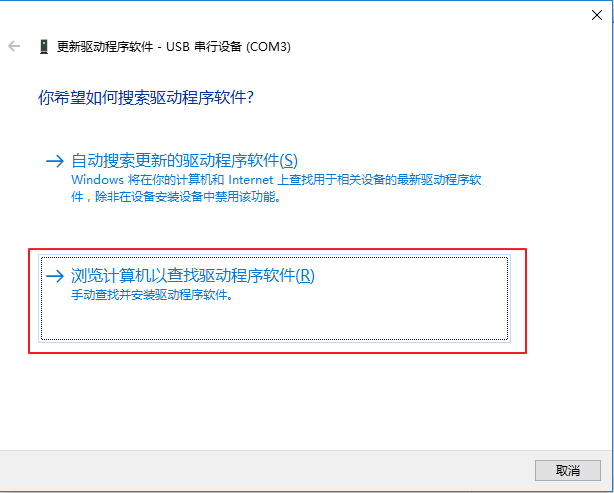 更新驱动程序软件 - USB 串行设备 (COM3)
你希望如何搜索驱动程序软件?
自动搜索更新的驱动程序软件(S)
Windows 将在你的计算机和 Internet 上查找用于相关设备的最新驱动程序软
件，除非在设备安装设备中禁用该功能。
浏览计算机以查找驱动程序软件(R)
手动查找并安装驱动程序软件。
取消